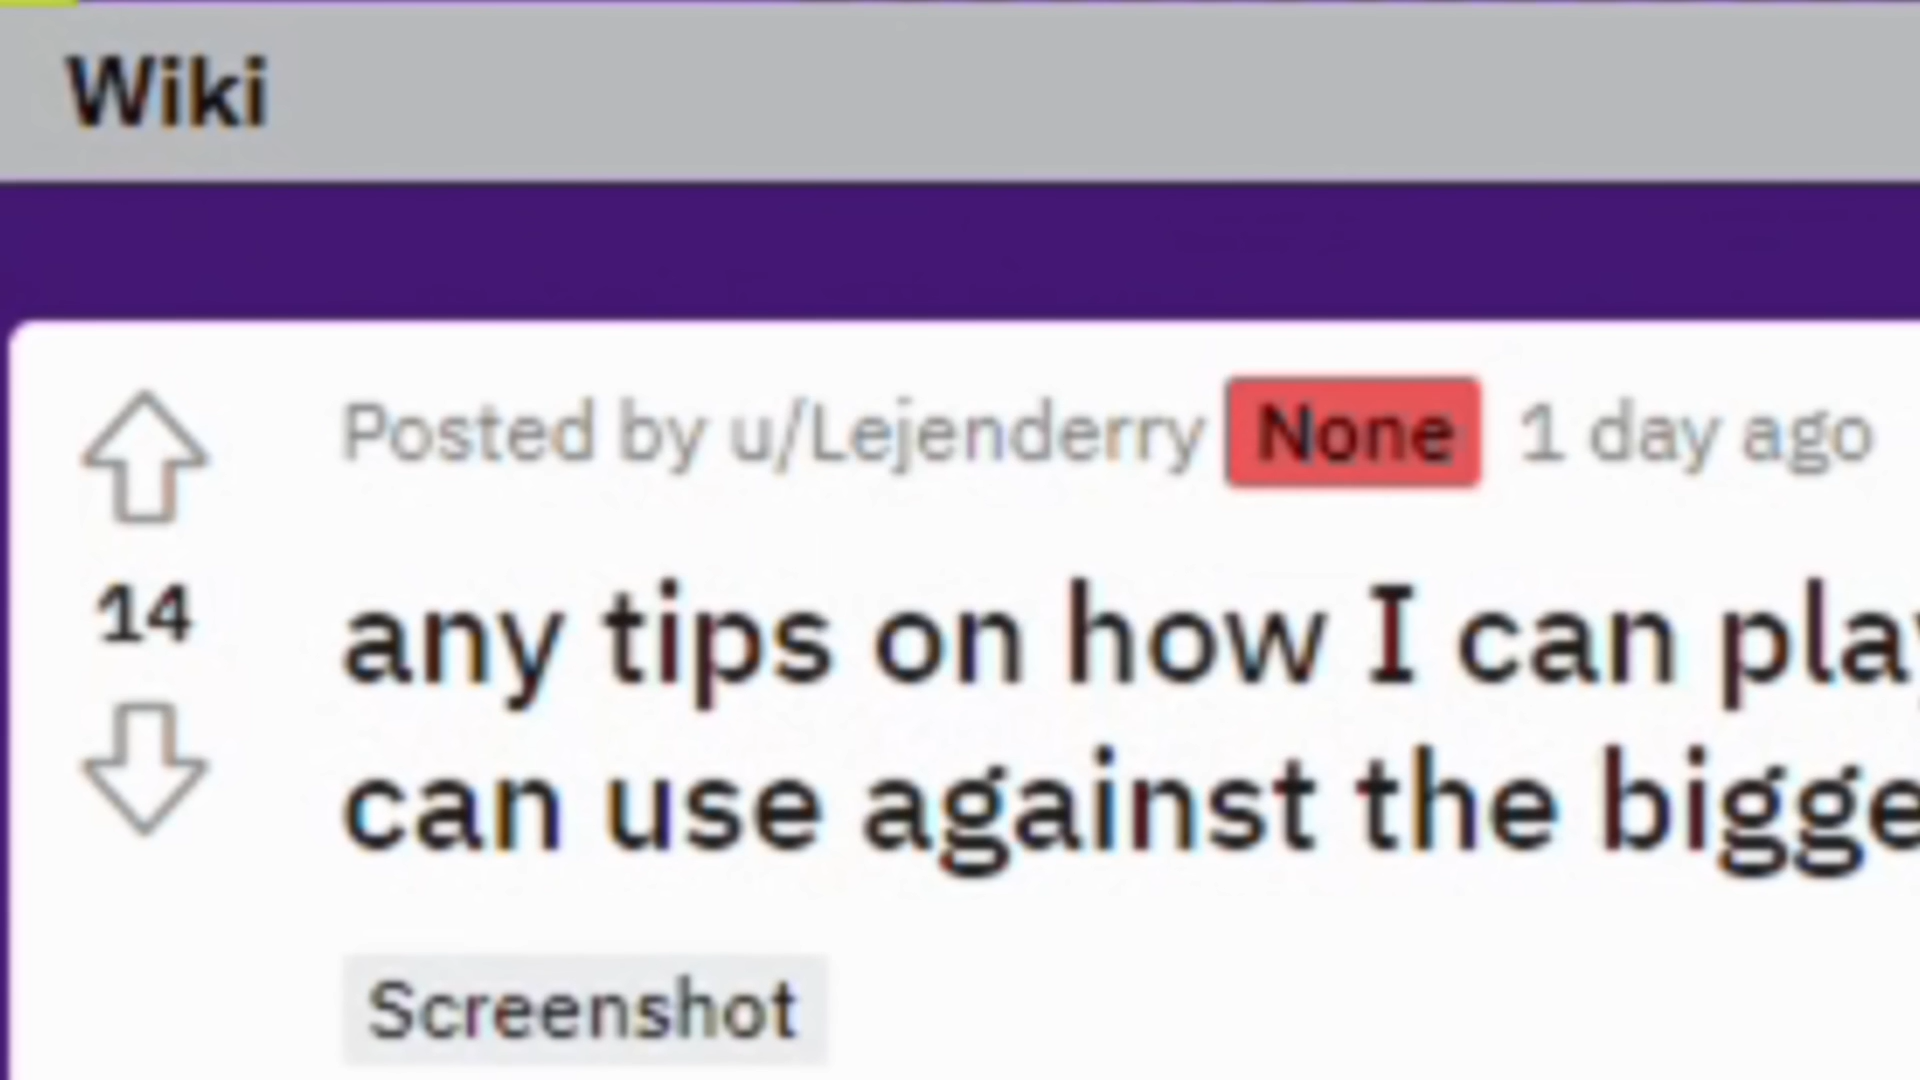 Wiki
Posted by u/Lejenderry None 1 day ago
14
any tips on how I can play
can use against the bigge
Screenshot